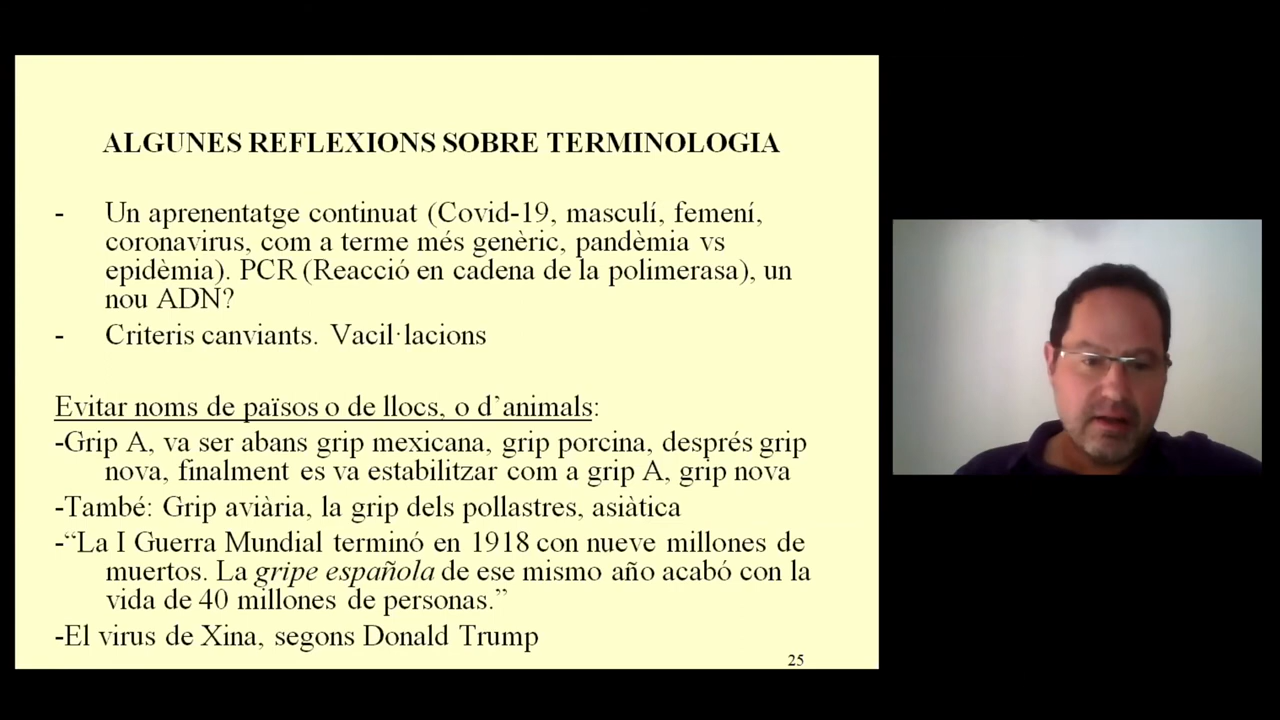 ALGUNES REFLEXIONS SOBRE TERMINOLOGIA
- Un aprenentatge continuat (Covid-19, masculí, femení,
coronavirus, com a terme més genèric, pandèmia vs
epidèmia). PCR (Reacció en cadena de la polimerasa), un
nou ADN?
- Criteris canviants. Vacil·lacions
Evitar noms de països o de llocs, o d’animals:
-Grip A, va ser abans grip mexicana, grip porcina, després grip
nova, finalment es va estabilitzar com a grip A, grip nova
-També: Grip aviària, la grip dels pollastres, asiàtica
-“La I Guerra Mundial terminó en 1918 con nueve millones de
muertos. La gripe española de ese mismo año acabó con la
vida de 40 millones de personas.”
-El virus de Xina, segons Donald Trump
25